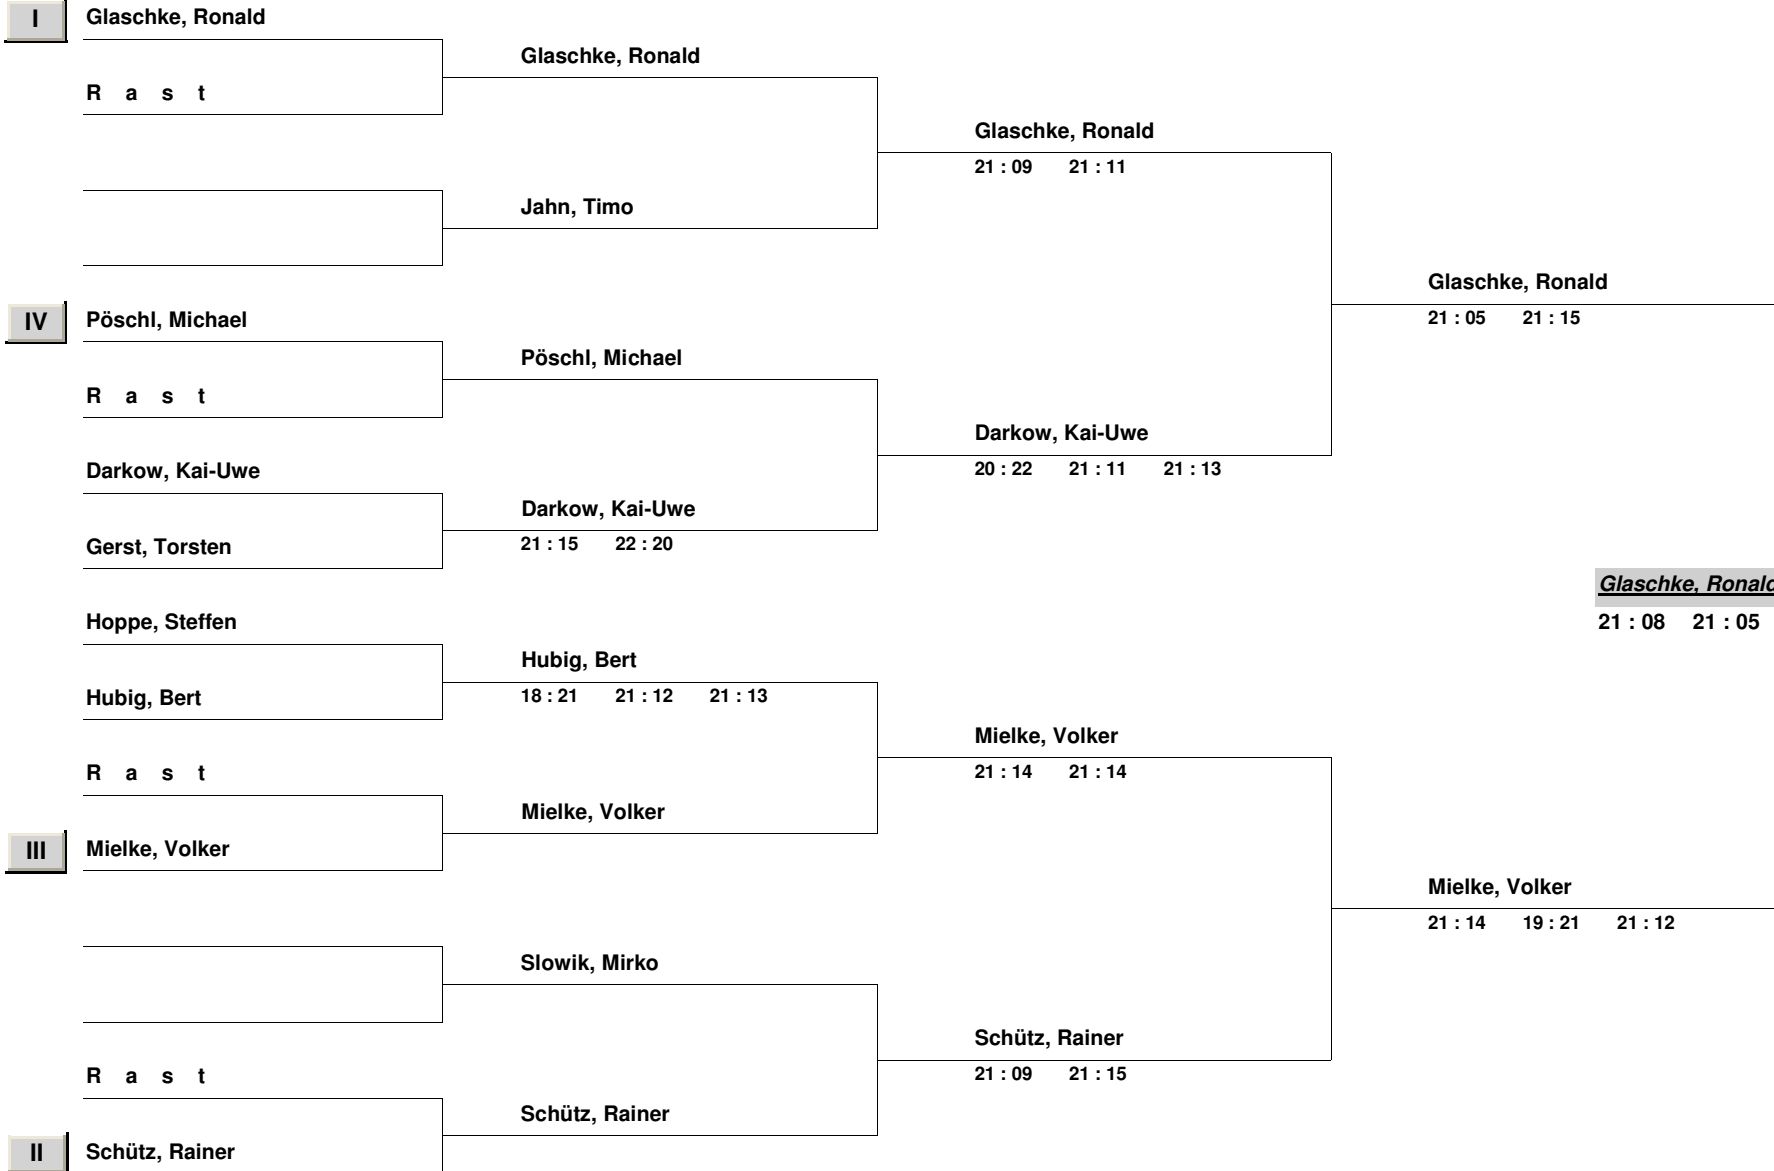 I Glaschke, Ronald
Glaschke, Ronald
R a s t
Glaschke, Ronald
21 : 09 21 : 11
Jahn, Timo
Glaschke, Ronald
21 : 05 21 : 15
IV Pöschl, Michael
Pöschl, Michael
R a s t
Darkow, Kai-Uwe
20 : 22 21 : 11 21 : 13
Darkow, Kai-Uwe
Darkow, Kai-Uwe
21 : 15 22 : 20
Gerst, Torsten
Glaschke, Ronald
21 : 08 21 : 05
Hoppe, Steffen
Hubig, Bert
18 : 21 21 : 12 21 : 13
Hubig, Bert
Mielke, Volker
21 : 14 21 : 14
R a s t
Mielke, Volker
III Mielke, Volker
Mielke, Volker
21 : 14 19 : 21 21 : 12
Slowik, Mirko
Schütz, Rainer
21 : 09 21 : 15
R a s t
Schütz, Rainer
II Schütz, Rainer